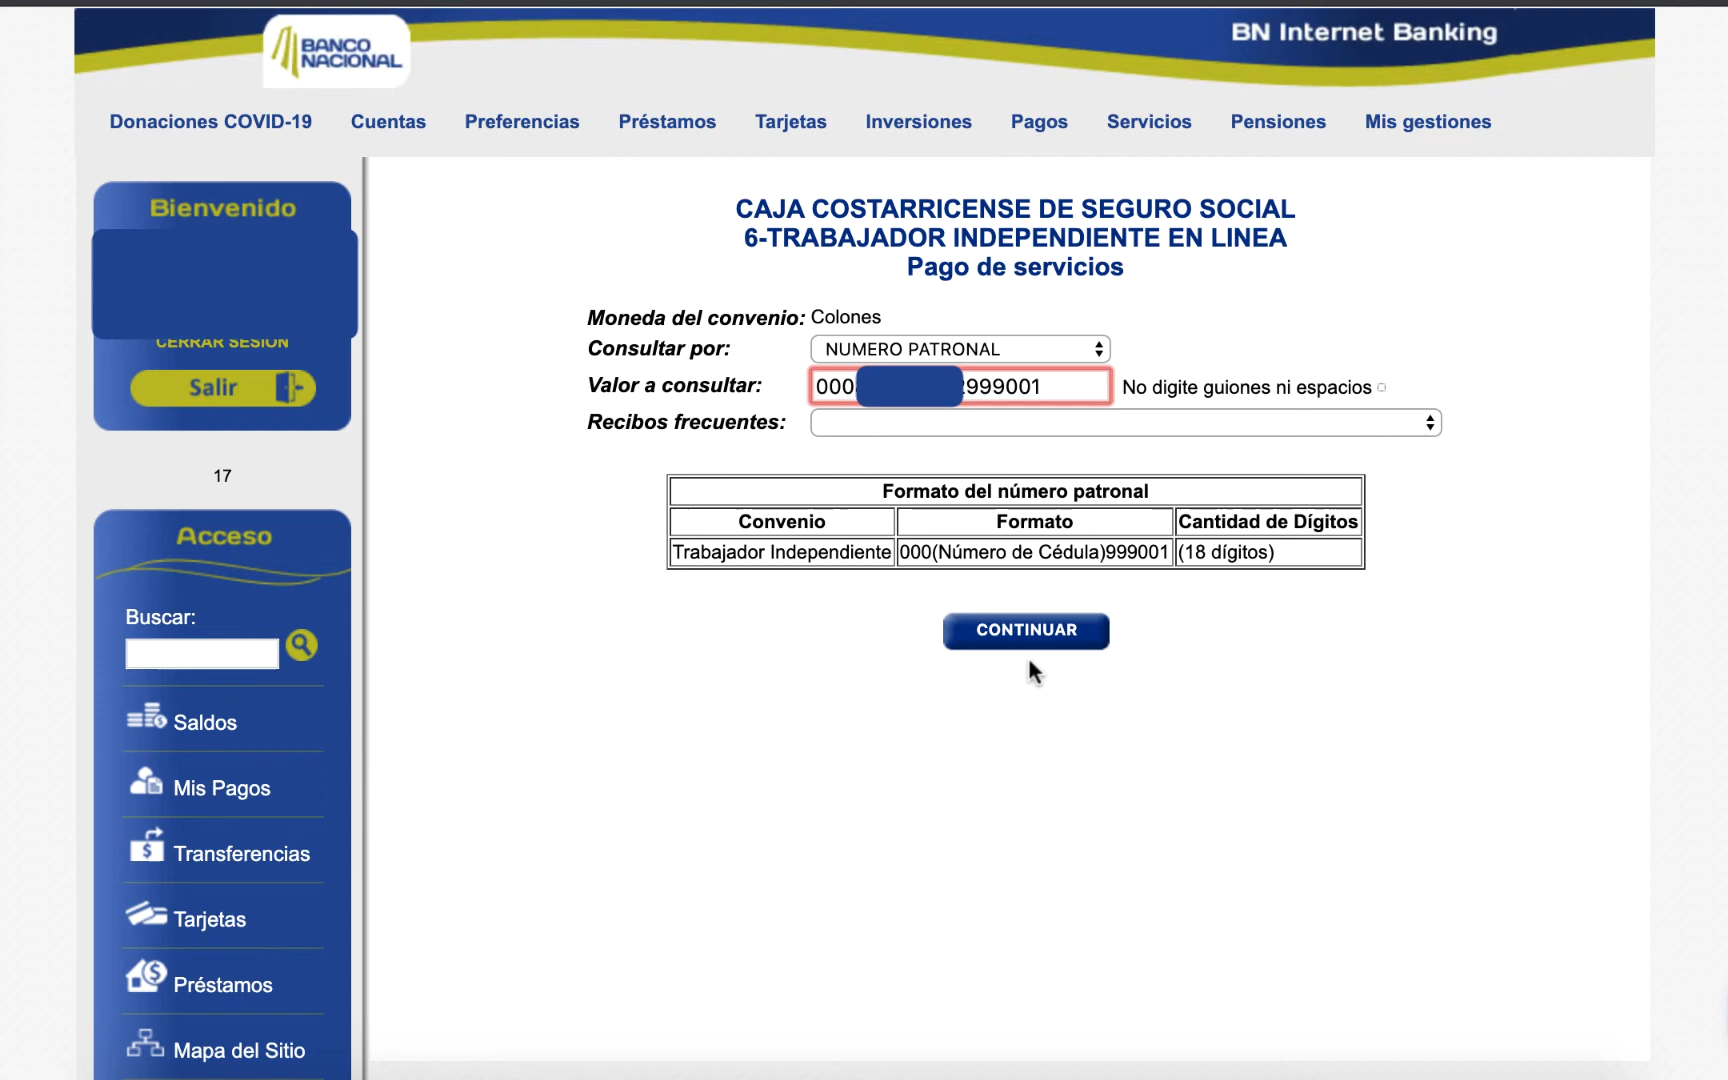 BANCO
NACIONAL
BN Internet Banking
Donaciones COVID-19 Cuentas Preferencias Préstamos Tarjetas Inversiones Pagos Servicios Pensiones Mis gestiones
Bienvenido
CERRAR SESION
Salir
17
Acceso
Buscar:
Saldos
Mis Pagos
Transferencias
Tarjetas
Préstamos
Mapa del Sitio
CAJA COSTARRICENSE DE SEGURO SOCIAL
6-TRABAJADOR INDEPENDIENTE EN LINEA
Pago de servicios
Moneda del convenio: Colones
Consultar por: NUMERO PATRONAL
Valor a consultar: 000 2999001 No digite guiones ni espacios
Recibos frecuentes:
Formato del número patronal
Convenio Formato Cantidad de Dígitos
Trabajador Independiente 000(Número de Cédula)999001 (18 dígitos)
CONTINUAR